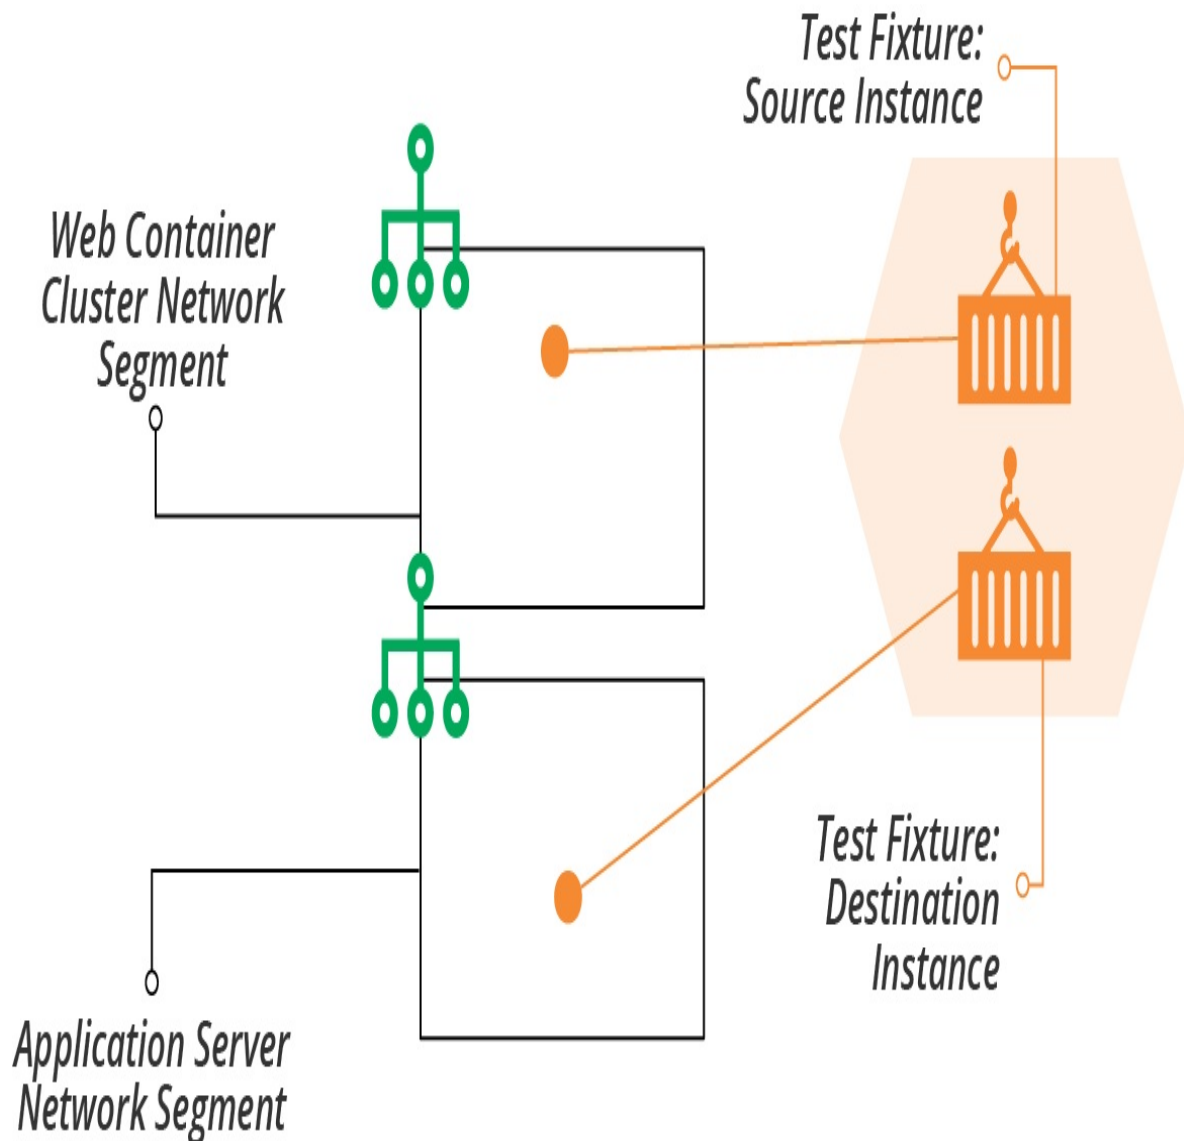 Test Fixture:
Source Instance
Web Container
Cluster Network
Segment
Test Fixture:
Destination
Instance
Application Server
Network Segment